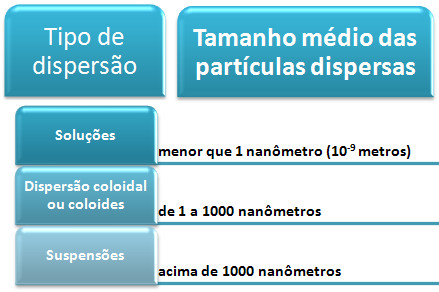 Tipo de
dispersão
Tamanho médio das
partículas dispersas
Soluções
menor que 1 nanômetro (10⁻⁹ metros)
Dispersão coloidal
ou coloides
de 1 a 1000 nanômetros
Suspensões
acima de 1000 nanômetros